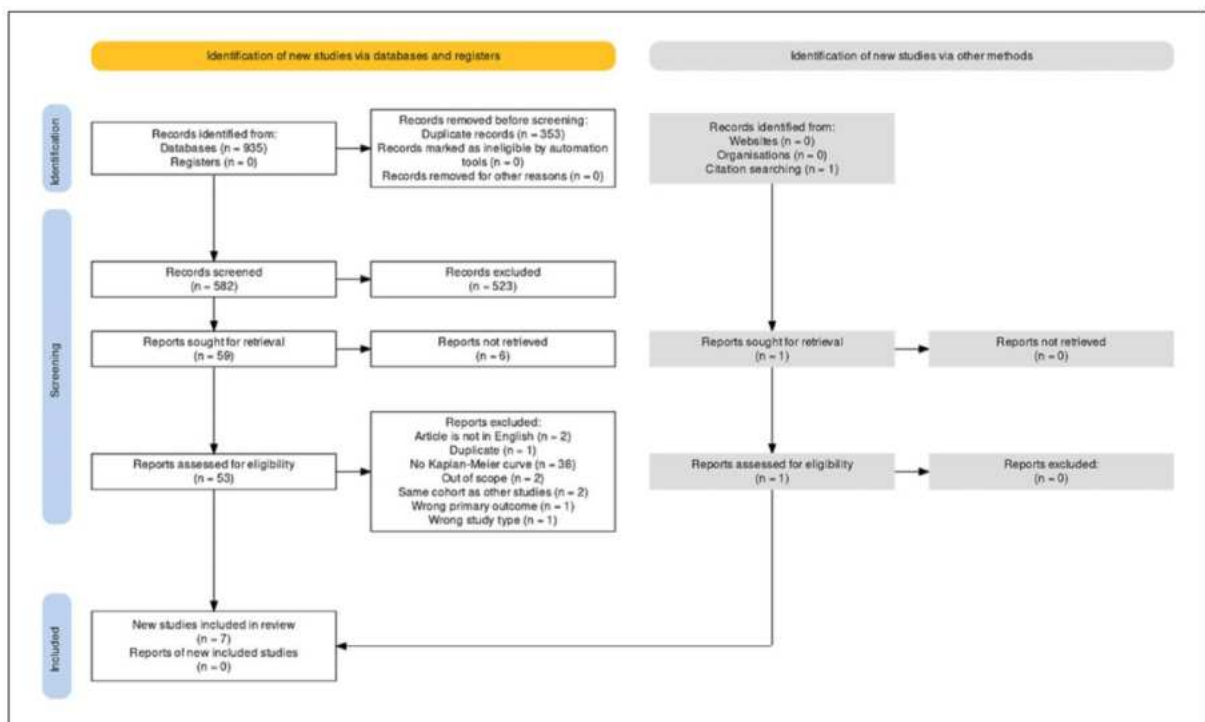 Identification of new studies via databases and registers
Identification of new studies via other methods
Identification
Records identified from:
Databases (n = 935)
Registers (n = 0)
Records removed before screening:
Duplicate records (n = 353)
Records marked as ineligible by automation
tools (n = 0)
Records removed for other reasons (n = 0)
Records identified from:
Websites (n = 0)
Organisations (n = 0)
Citation searching (n = 1)
Screening
Records screened
(n = 582)
Records excluded
(n = 523)
Reports sought for retrieval
(n = 59)
Reports not retrieved
(n = 6)
Reports sought for retrieval
(n = 1)
Reports not retrieved
(n = 0)
Reports assessed for eligibility
(n = 53)
Reports excluded:
Article is not in English (n = 2)
Duplicate (n = 1)
No Kaplan-Meier curve (n = 38)
Out of scope (n = 2)
Same cohort as other studies (n = 2)
Wrong primary outcome (n = 1)
Wrong study type (n = 1)
Reports assessed for eligibility
(n = 1)
Reports excluded:
(n = 0)
Included
New studies included in review
(n = 7)
Reports of new included studies
(n = 0)